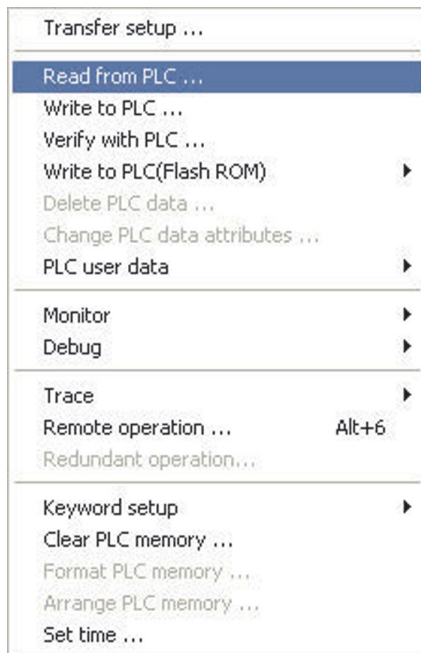 Transfer setup ...
Read from PLC ...
Write to PLC ...
Verify with PLC ...
Write to PLC(Flash ROM)
Delete PLC data ...
Change PLC data attributes ...
PLC user data
Monitor
Debug
Trace
Remote operation ... Alt+6
Redundant operation...
Keyword setup
Clear PLC memory ...
Format PLC memory ...
Arrange PLC memory ...
Set time ...